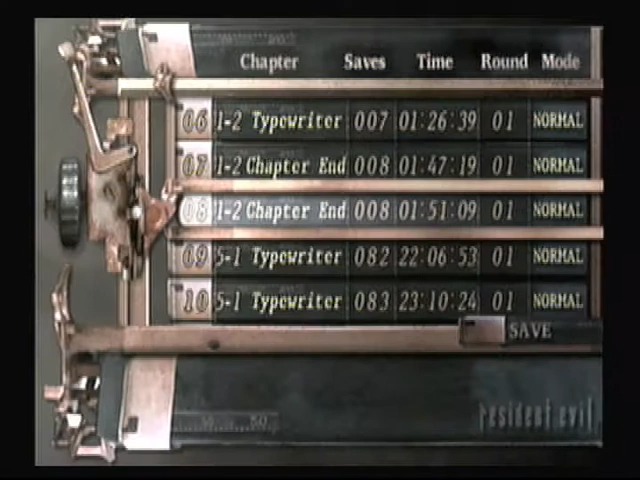 Chapter Saves Time Round Mode
06 1-2 Typewriter 007 01:26:39 01 NORMAL
07 1-2 Chapter End 008 01:47:19 01 NORMAL
08 1-2 Chapter End 008 01:51:09 01 NORMAL
09 5-1 Typewriter 082 22:06:53 01 NORMAL
10 5-1 Typewriter 083 23:10:24 01 NORMAL
SAVE
50
resident evil